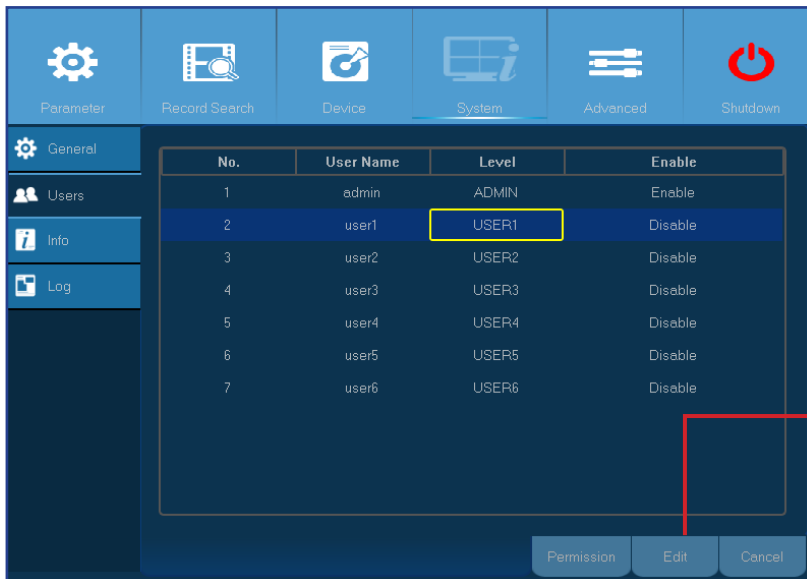 Parameter Record Search Device System Advanced Shutdown
General
Users
Info
Log
No. User Name Level Enable
1 admin ADMIN Enable
2 user1 USER1 Disable
3 user2 USER2 Disable
4 user3 USER3 Disable
5 user4 USER4 Disable
6 user5 USER5 Disable
7 user6 USER6 Disable
Permission Edit Cancel